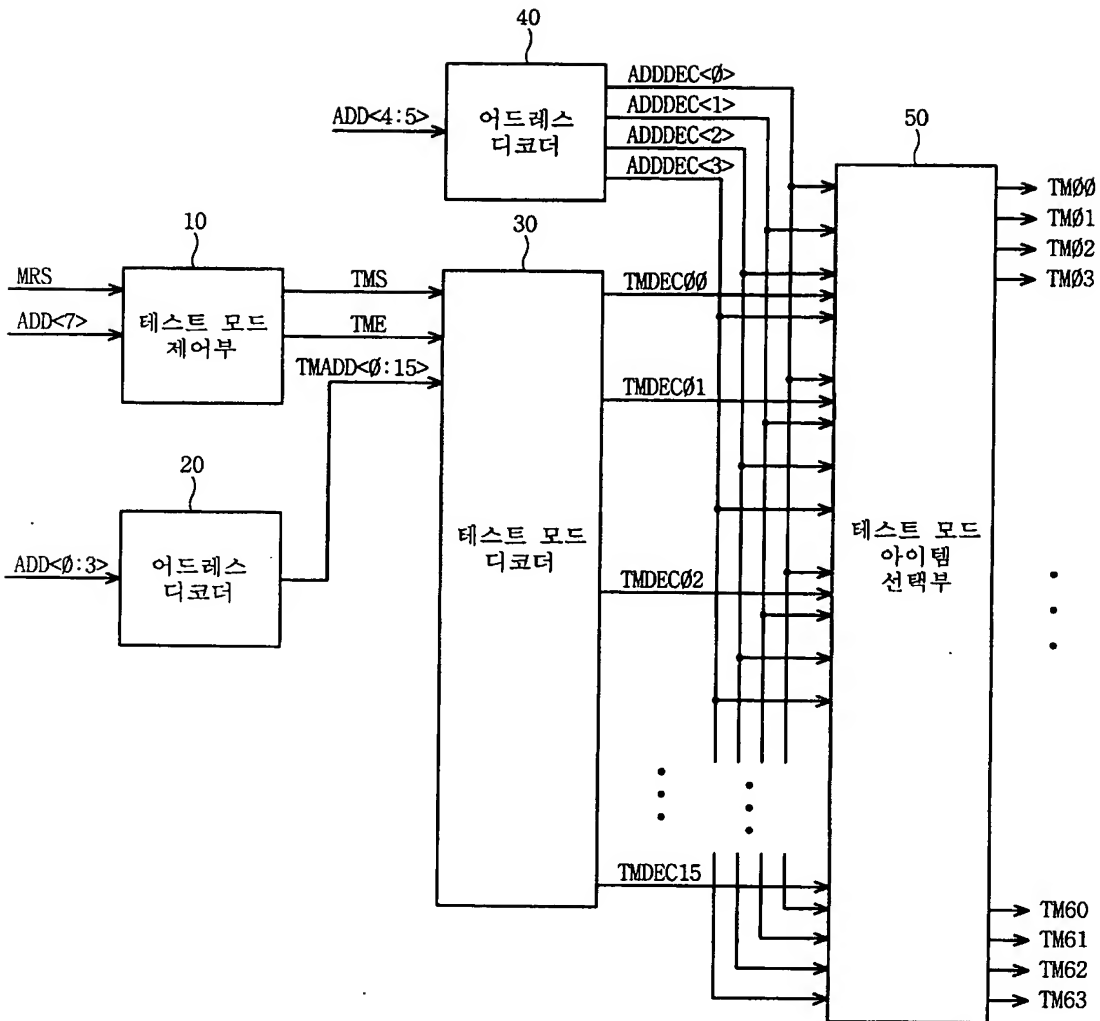 40
ADD<4:5>
어드레스
디코더
ADDDEC<Ø>
ADDDEC<1>
ADDDEC<2>
ADDDEC<3>
50
테스트 모드
아이템
선택부
TMØØ
TMØ1
TMØ2
TMØ3
10
MRS
ADD<7>
테스트 모드
제어부
TMS
TME
TMADD<Ø:15>
30
테스트 모드
디코더
TMDECØØ
TMDECØ1
TMDECØ2
TMDEC15
20
ADD<Ø:3>
어드레스
디코더
TM6Ø
TM61
TM62
TM63